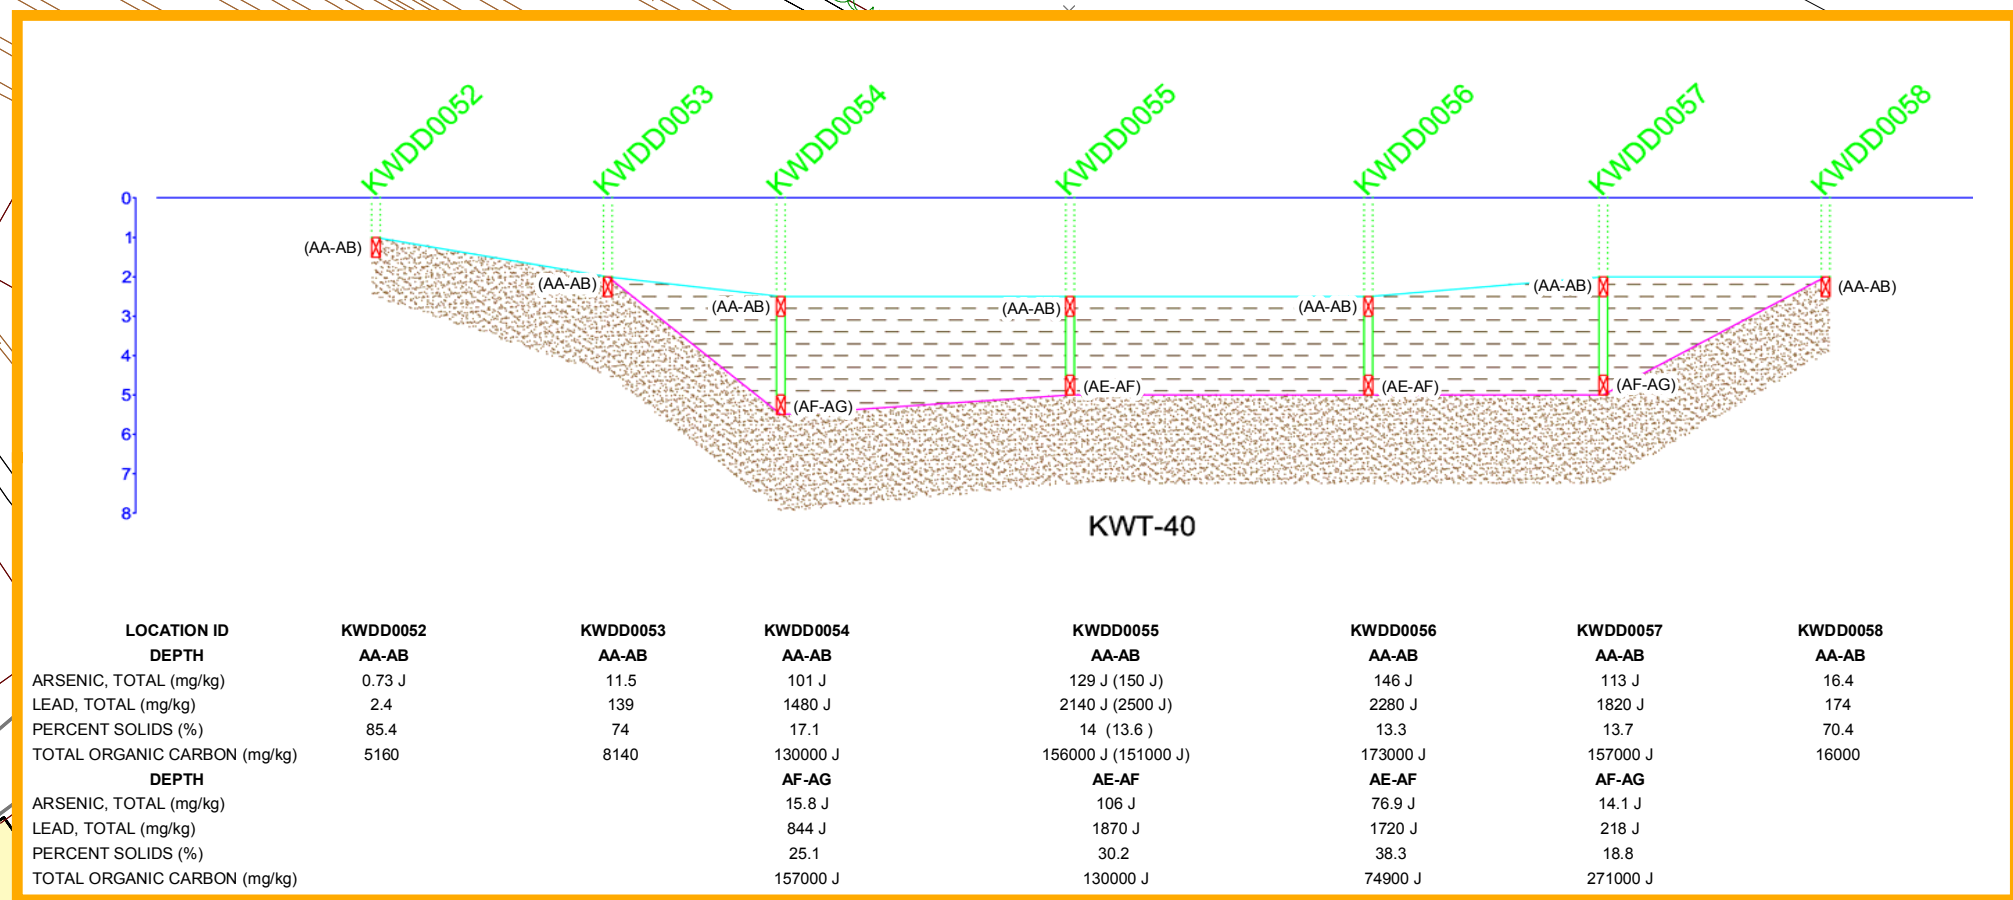 KWDD0052 KWDD0053 KWDD0054 KWDD0055 KWDD0056 KWDD0057 KWDD0058
0
1
(AA-AB)
2
(AA-AB) (AA-AB) (AA-AB)
(AA-AB) (AA-AB) (AA-AB)
3
4
(AE-AF) (AE-AF) (AF-AG)
5
(AF-AG)
6
7
8
KWT-40
LOCATION ID KWDD0052 KWDD0053 KWDD0054 KWDD0055 KWDD0056 KWDD0057 KWDD0058
DEPTH AA-AB AA-AB AA-AB AA-AB AA-AB AA-AB AA-AB
ARSENIC, TOTAL (mg/kg) 0.73 J 11.5 101 J 129 J (150 J) 146 J 113 J 16.4
LEAD, TOTAL (mg/kg) 2.4 139 1480 J 2140 J (2500 J) 2280 J 1820 J 174
PERCENT SOLIDS (%) 85.4 74 17.1 14 (13.6 ) 13.3 13.7 70.4
TOTAL ORGANIC CARBON (mg/kg) 5160 8140 130000 J 156000 J (151000 J) 173000 J 157000 J 16000
DEPTH AF-AG AE-AF AE-AF AF-AG
ARSENIC, TOTAL (mg/kg) 15.8 J 106 J 76.9 J 14.1 J
LEAD, TOTAL (mg/kg) 844 J 1870 J 1720 J 218 J
PERCENT SOLIDS (%) 25.1 30.2 38.3 18.8
TOTAL ORGANIC CARBON (mg/kg) 157000 J 130000 J 74900 J 271000 J